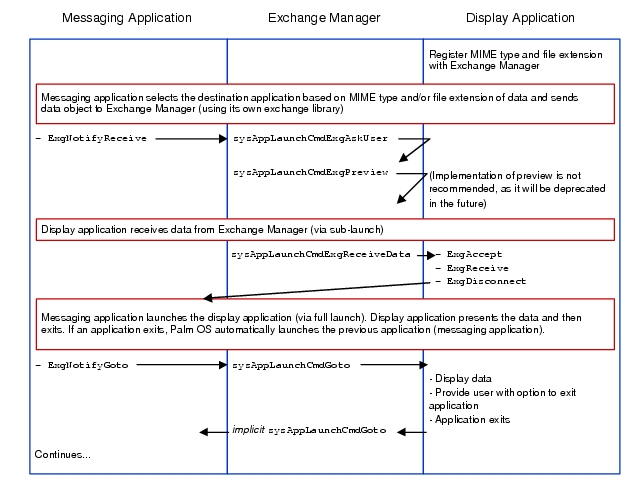 Messaging Application
Exchange Manager
Display Application
Register MIME type and file extension
with Exchange Manager
Messaging application selects the destination application based on MIME type and/or file extension of data and sends
data object to Exchange Manager (using its own exchange library)
- ExgNotifyReceive
sysAppLaunchCmdExgAskUser
sysAppLaunchCmdExgPreview
(Implementation of preview is not
recommended, as it will be deprecated
in the future)
Display application receives data from Exchange Manager (via sub-launch)
sysAppLaunchCmdExgReceiveData
- ExgAccept
- ExgReceive
- ExgDisconnect
Messaging application launches the display application (via full launch). Display application presents the data and then
exits. If an application exits, Palm OS automatically launches the previous application (messaging application).
- ExgNotifyGoto
sysAppLaunchCmdGoto
- Display data
- Provide user with option to exit
application
- Application exits
implicit sysAppLaunchCmdGoto
Continues...